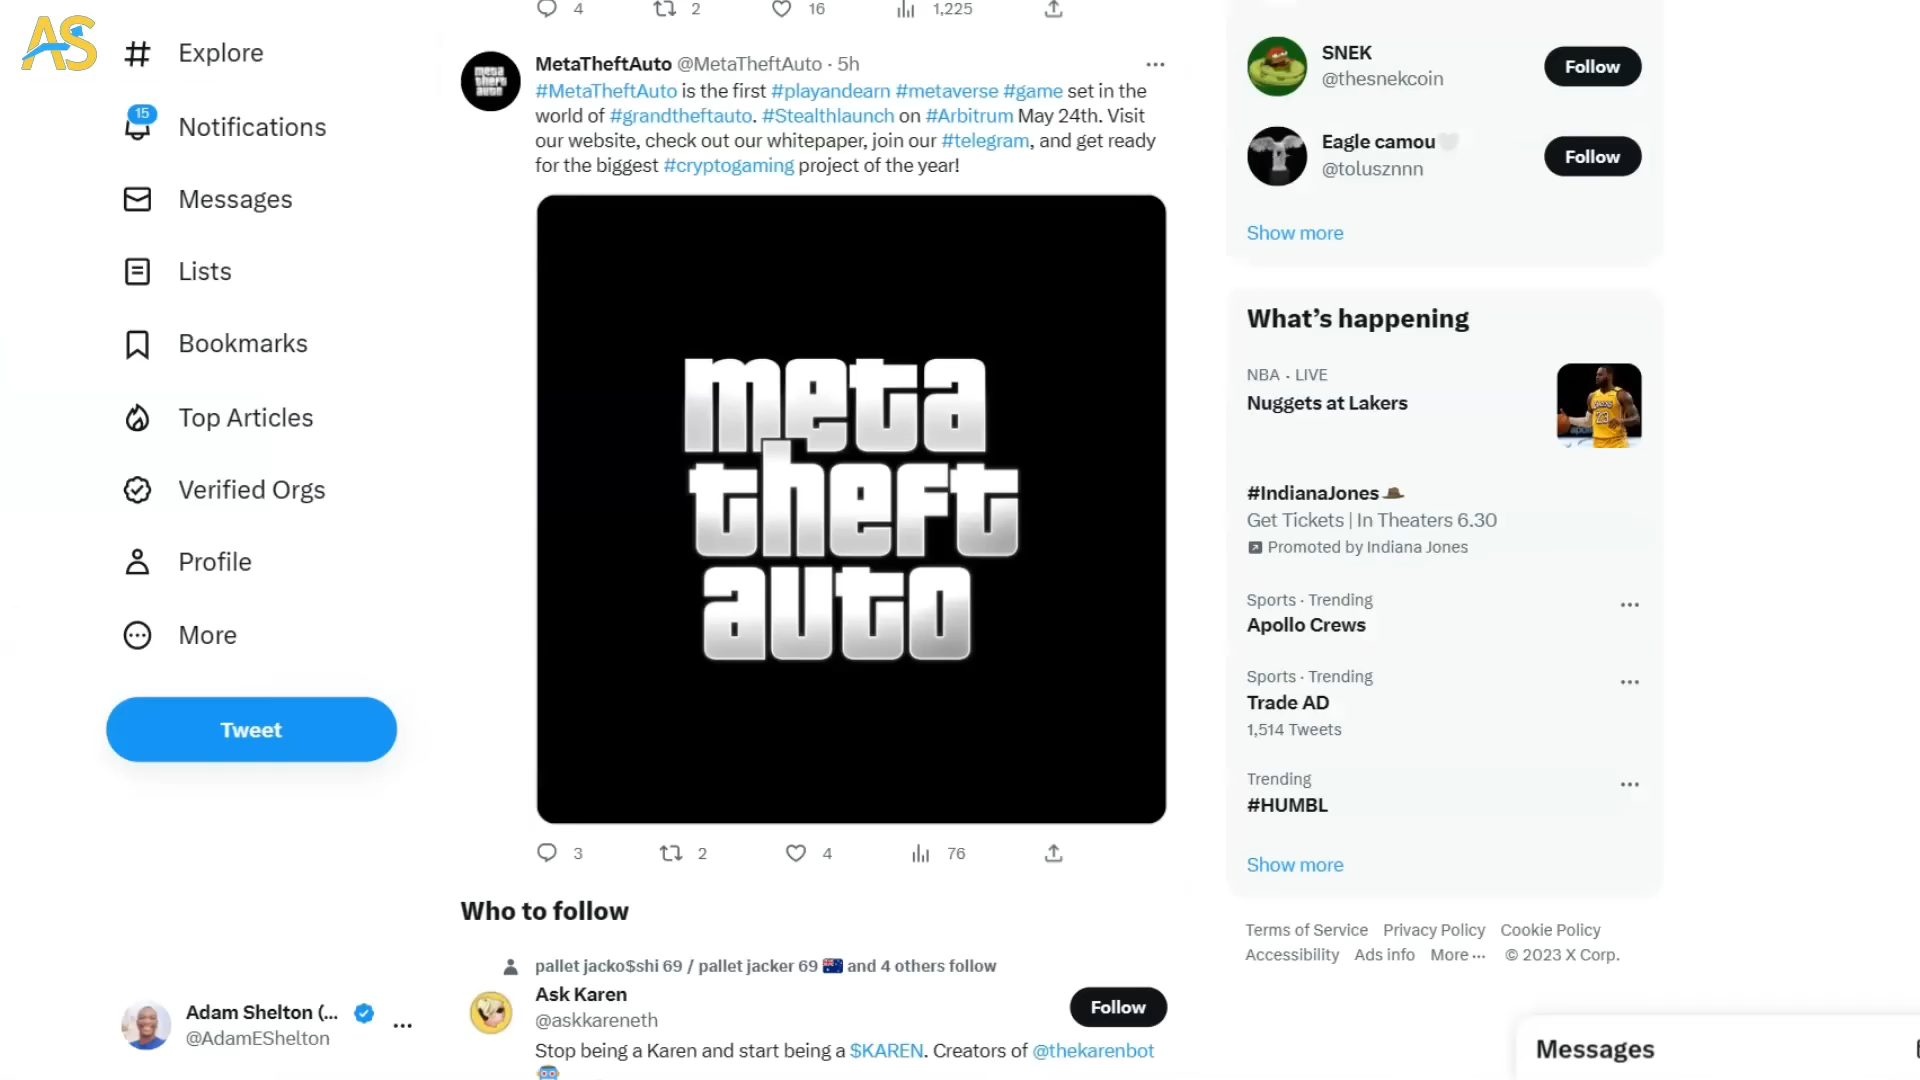 AS
Explore
15
Notifications
Messages
Lists
Bookmarks
Top Articles
Verified Orgs
Profile
More
Tweet
Adam Shelton (...
@AdamEShelton
4 2 16 1,225
MetaTheftAuto @MetaTheftAuto · 5h
#MetaTheftAuto is the first #playandearn #metaverse #game set in the
world of #grandtheftauto. #Stealthlaunch on #Arbitrum May 24th. Visit
our website, check out our whitepaper, join our #telegram, and get ready
for the biggest #cryptogaming project of the year!
meta
theft
auto
meta
theft
auto
3 2 4 76
Who to follow
pallet jacko$shi 69 / pallet jacker 69 🇦🇺 and 4 others follow
Ask Karen
@askkareneth
Follow
Stop being a Karen and start being a $KAREN. Creators of @thekarenbot
SNEK
@thesnekcoin
Follow
Eagle camou🤍
@tolusznnn
Follow
Show more
What's happening
NBA · LIVE
Nuggets at Lakers
#IndianaJones
Get Tickets | In Theaters 6.30
Promoted by Indiana Jones
Sports · Trending
Apollo Crews
Sports · Trending
Trade AD
1,514 Tweets
Trending
#HUMBL
Show more
Terms of Service Privacy Policy Cookie Policy
Accessibility Ads info More ··· © 2023 X Corp.
Messages